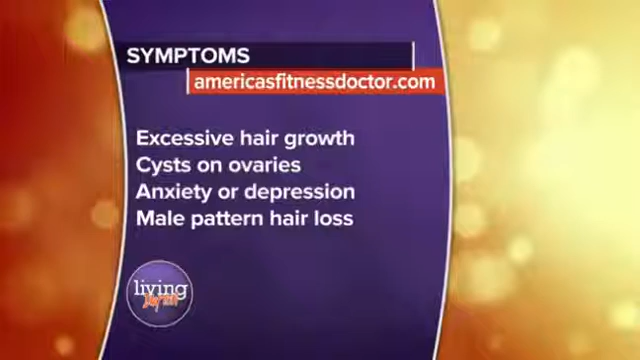 SYMPTOMS
americasfitnessdoctor.com
Excessive hair growth
Cysts on ovaries
Anxiety or depression
Male pattern hair loss
living